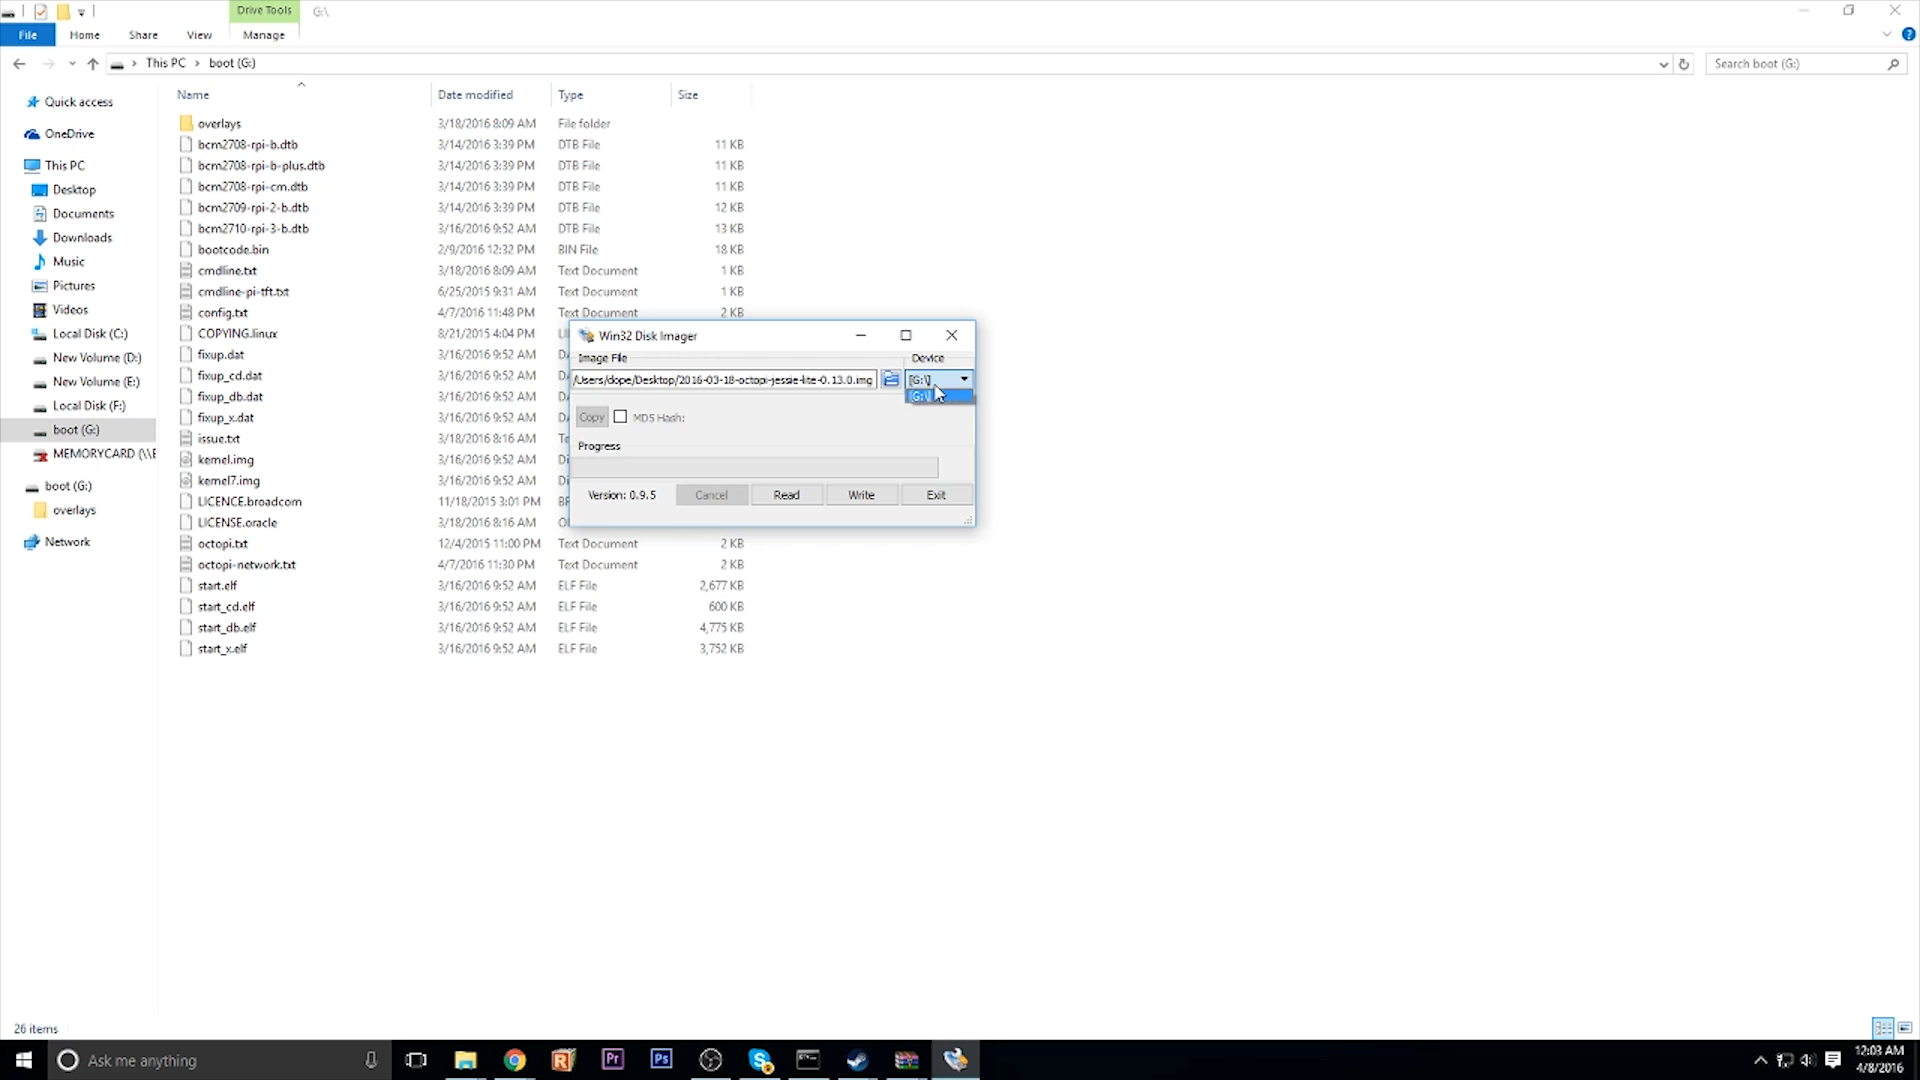 Drive Tools
G:\
File
Home
Share
View
Manage
This PC
boot (G:)
Search boot (G:)
Name
Date modified
Type
Size
Quick access
OneDrive
This PC
Desktop
Documents
Downloads
Music
Pictures
Videos
Local Disk (C:)
New Volume (D:)
New Volume (E:)
Local Disk (F:)
boot (G:)
MEMORYCARD (\\E
boot (G:)
overlays
Network
overlays 3/18/2016 8:09 AM File folder
bcm2708-rpi-b.dtb 3/14/2016 3:39 PM DTB File 11 KB
bcm2708-rpi-b-plus.dtb 3/14/2016 3:39 PM DTB File 11 KB
bcm2708-rpi-cm.dtb 3/14/2016 3:39 PM DTB File 11 KB
bcm2709-rpi-2-b.dtb 3/14/2016 3:39 PM DTB File 12 KB
bcm2710-rpi-3-b.dtb 3/16/2016 9:52 AM DTB File 13 KB
bootcode.bin 2/9/2016 12:32 PM BIN File 18 KB
cmdline.txt 3/18/2016 8:09 AM Text Document 1 KB
cmdline-pi-tft.txt 6/25/2015 9:31 AM Text Document 1 KB
config.txt 4/7/2016 11:48 PM Text Document 2 KB
COPYING.linux 8/21/2015 4:04 PM LI
fixup.dat 3/16/2016 9:52 AM DA
fixup_cd.dat 3/16/2016 9:52 AM DA
fixup_db.dat 3/16/2016 9:52 AM DA
fixup_x.dat 3/16/2016 9:52 AM DA
issue.txt 3/18/2016 8:16 AM Te
kernel.img 3/16/2016 9:52 AM Di
kernel7.img 3/16/2016 9:52 AM Di
LICENCE.broadcom 11/18/2015 3:01 PM BR
LICENSE.oracle 3/18/2016 8:16 AM O
octopi.txt 12/4/2015 11:00 PM Text Document 2 KB
octopi-network.txt 4/7/2016 11:30 PM Text Document 2 KB
start.elf 3/16/2016 9:52 AM ELF File 2,677 KB
start_cd.elf 3/16/2016 9:52 AM ELF File 600 KB
start_db.elf 3/16/2016 9:52 AM ELF File 4,775 KB
start_x.elf 3/16/2016 9:52 AM ELF File 3,752 KB
Win32 Disk Imager
Image File
Device
/Users/dope/Desktop/2016-03-18-octopi-jessie-lite-0.13.0.img
[G:\]
[G:\]
Copy
MD5 Hash:
Progress
Version: 0.9.5
Cancel
Read
Write
Exit
26 items
Ask me anything
Pr
Ps
12:03 AM
4/8/2016